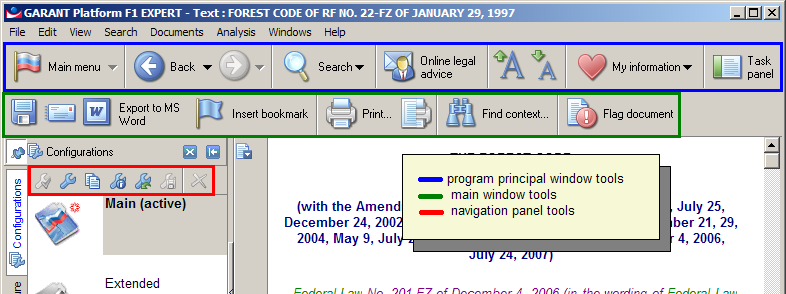 GARANT Platform F1 EXPERT - Text : FOREST CODE OF RF NO. 22-FZ OF JANUARY 29, 1997
File Edit View Search Documents Analysis Windows Help
Main menu Back Search Online legal advice My information Task panel
Export to MS Word Insert bookmark Print... Find context... Flag document
Configurations
program principal window tools
main window tools
navigation panel tools
Configurations
Main (active)
(with the Amend July 25,
December 24, 2002 mber 21, 29,
2004, May 9, July 2 r 4, 2006,
July 24, 2007)
Extended
Federal Law No. 201-FZ of December 4, 2006 (in the wording of Federal Law